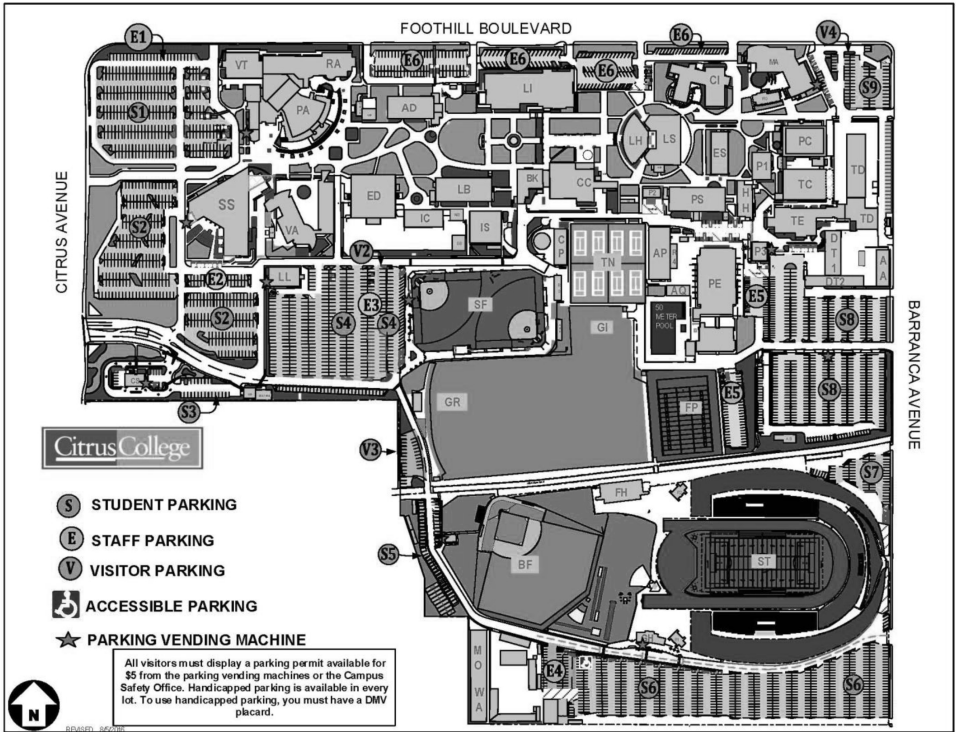 FOOTHILL BOULEVARD
E1
E6
E6
E6
E6
V4
VT
RA
S1
PA
AD
LI
CI
MA
S9
LH
LS
ES
P1
PC
TC
TD
SS
ED
LB
BK
CC
P2
PS
H
H
TE
TD
CITRUS AVENUE
S2
VA
IC
IS
V2
C
P
TN
AP
P3
D
T
1
DT2
A
A
E2
LL
E3
S4
S4
SF
AQ
PE
E5
S2
GI
50
METER
POOL
S8
BARRANCA AVENUE
CS
S3
GR
FP
E5
S8
V3
S7
Citrus College
FH
S STUDENT PARKING
E STAFF PARKING
V VISITOR PARKING
ACCESSIBLE PARKING
PARKING VENDING MACHINE
S5
BF
ST
All visitors must display a parking permit available for
$5 from the parking vending machines or the Campus
Safety Office. Handicapped parking is available in every
lot. To use handicapped parking, you must have a DMV
placard.
M
O
W
A
E4
S6
S6
N